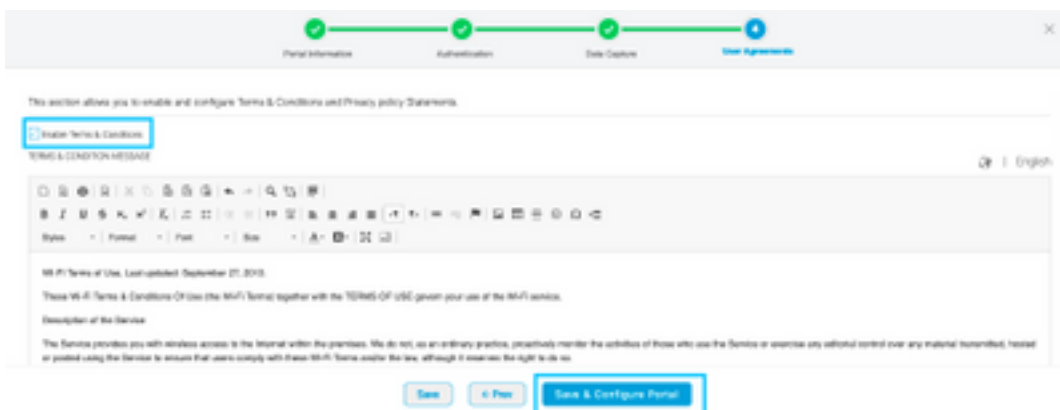 Portal Information
Authentication
Data Capture
4
User Agreements
This section allows you to enable and configure Terms & Conditions and Privacy policy Statements.
Enable Terms & Conditions
TERMS & CONDITION MESSAGE
English
Styles Format Font Size
Wi-Fi Terms of Use, Last updated: September 27, 2013.
These Wi-Fi Terms & Conditions Of Use (the Wi-Fi Terms) together with the TERMS OF USE govern your use of the Wi-Fi service.
Description of the Service
The Service provides you with wireless access to the Internet within the premises. We do not, as an ordinary practice, proactively monitor the activities of those who use the Service or exercise any editorial control over any material transmitted, hosted
or posted using the Service to ensure that users comply with these Wi-Fi Terms and/or the law, although it reserves the right to do so.
Save
< Prev
Save & Configure Portal